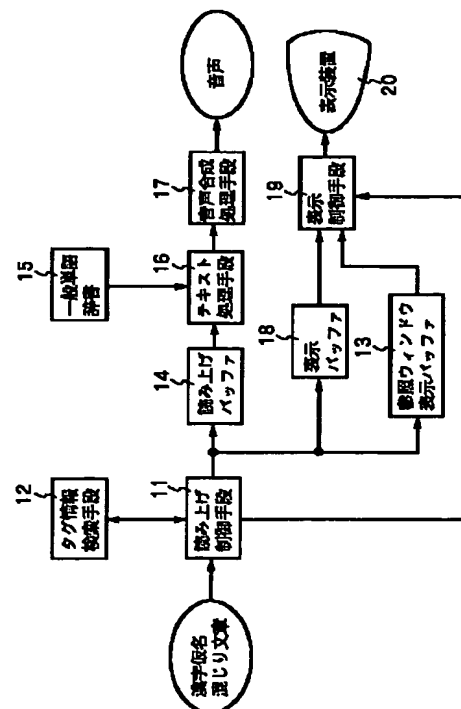 漢字仮名
混じり文章
11
読み上げ
制御手段
12
タグ情報
検索手段
14
読み上げ
バッファ
15
一般単語
辞書
16
テキスト
処理手段
17
音声合成
処理手段
音声
18
表示
バッファ
13
参照ウィンドウ
表示バッファ
19
表示
制御手段
表示装置
20